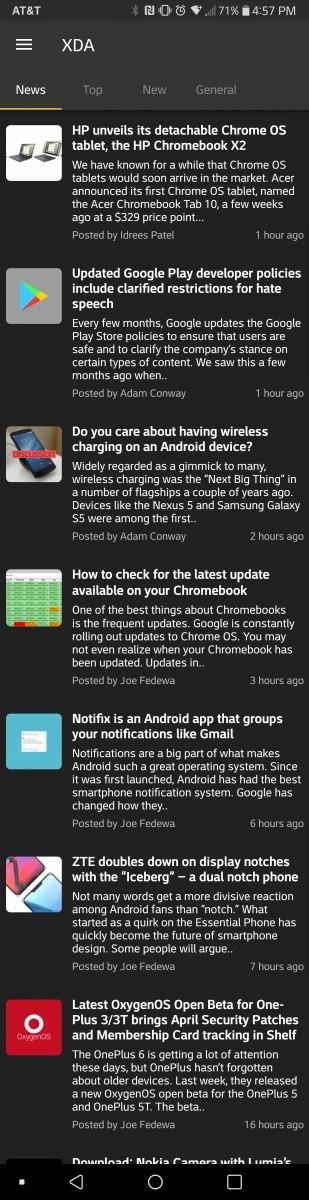 AT&T 71% 4:57 PM
XDA
News Top New General
HP unveils its detachable Chrome OS
tablet, the HP Chromebook X2
We have known for a while that Chrome OS
tablets would soon arrive in the market. Acer
announced its first Chrome OS tablet, named
the Acer Chromebook Tab 10, a few weeks
ago at a $329 price point...
Posted by Idrees Patel 1 hour ago
Updated Google Play developer policies
include clarified restrictions for hate
speech
Every few months, Google updates the Google
Play Store policies to ensure that users are
safe and to clarify the company's stance on
certain types of content. We saw this a few
months ago when..
Posted by Adam Conway 1 hour ago
Do you care about having wireless
charging on an Android device?
discussion
Widely regarded as a gimmick to many,
wireless charging was the "Next Big Thing" in
a number of flagships a couple of years ago.
Devices like the Nexus 5 and Samsung Galaxy
S5 were among the first..
Posted by Adam Conway 2 hours ago
How to check for the latest update
available on your Chromebook
One of the best things about Chromebooks
is the frequent updates. Google is constantly
rolling out updates to Chrome OS. You may
not even realize when your Chromebook has
been updated. Updates in..
Posted by Joe Fedewa 3 hours ago
Notifix is an Android app that groups
your notifications like Gmail
Notifications are a big part of what makes
Android such a great operating system. Since
it was first launched, Android has had the best
smartphone notification system. Google has
changed how they..
Posted by Joe Fedewa 6 hours ago
ZTE doubles down on display notches
with the "Iceberg" – a dual notch phone
Not many words get a more divisive reaction
among Android fans than "notch." What
started as a quirk on the Essential Phone has
quickly become the future of smartphone
design. Some people will argue..
Posted by Joe Fedewa 7 hours ago
Latest OxygenOS Open Beta for One-
Plus 3/3T brings April Security Patches
and Membership Card tracking in Shelf
OxygenOS
The OnePlus 6 is getting a lot of attention
these days, but OnePlus hasn't forgotten
about older devices. Last week, they released
a new OxygenOS open beta for the OnePlus 5
and OnePlus 5T. The beta..
Posted by Joe Fedewa 16 hours ago
Download: Nokia Camera with Lumia's